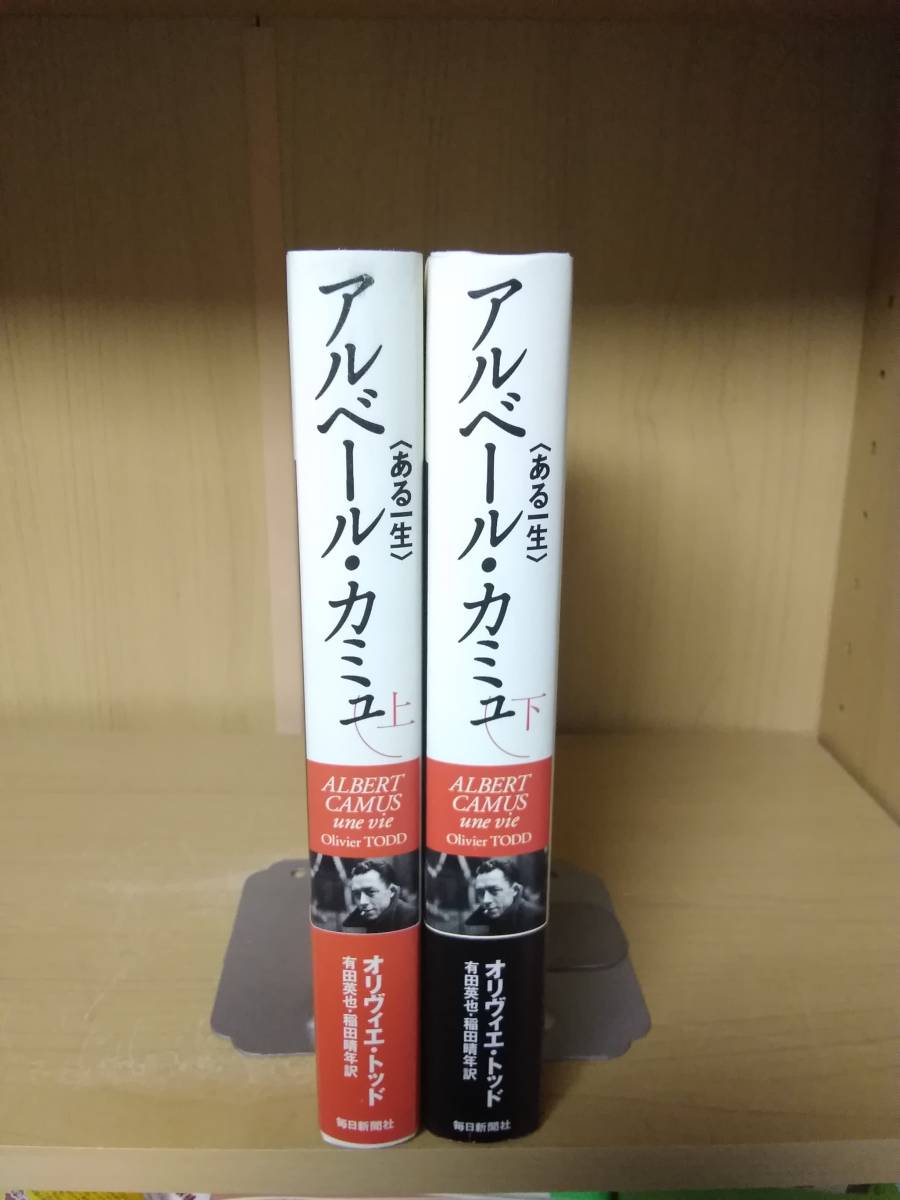 アルベール・カミュ
〈ある一生〉
上
ALBERT
CAMUS
une vie
Olivier TODD
オリヴィエ・トッド
有田英也・稲田晴年訳
毎日新聞社
アルベール・カミュ
〈ある一生〉
下
ALBERT
CAMUS
une vie
Olivier TODD
オリヴィエ・トッド
有田英也・稲田晴年訳
毎日新聞社